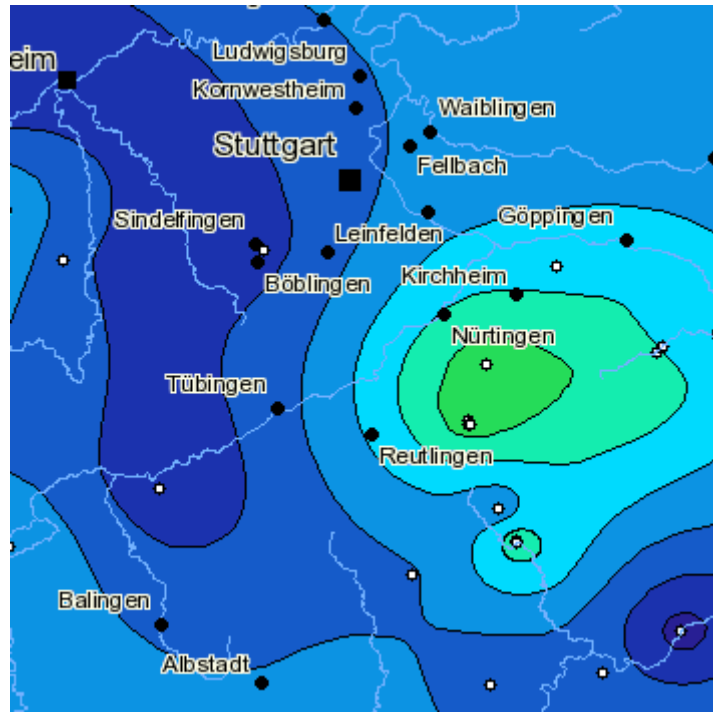 Ludwigsburg
eim
Kornwestheim
Waiblingen
Stuttgart
Fellbach
Sindelfingen
Göppingen
Leinfelden
Böblingen
Kirchheim
Nürtingen
Tübingen
Reutlingen
Balingen
Albstadt